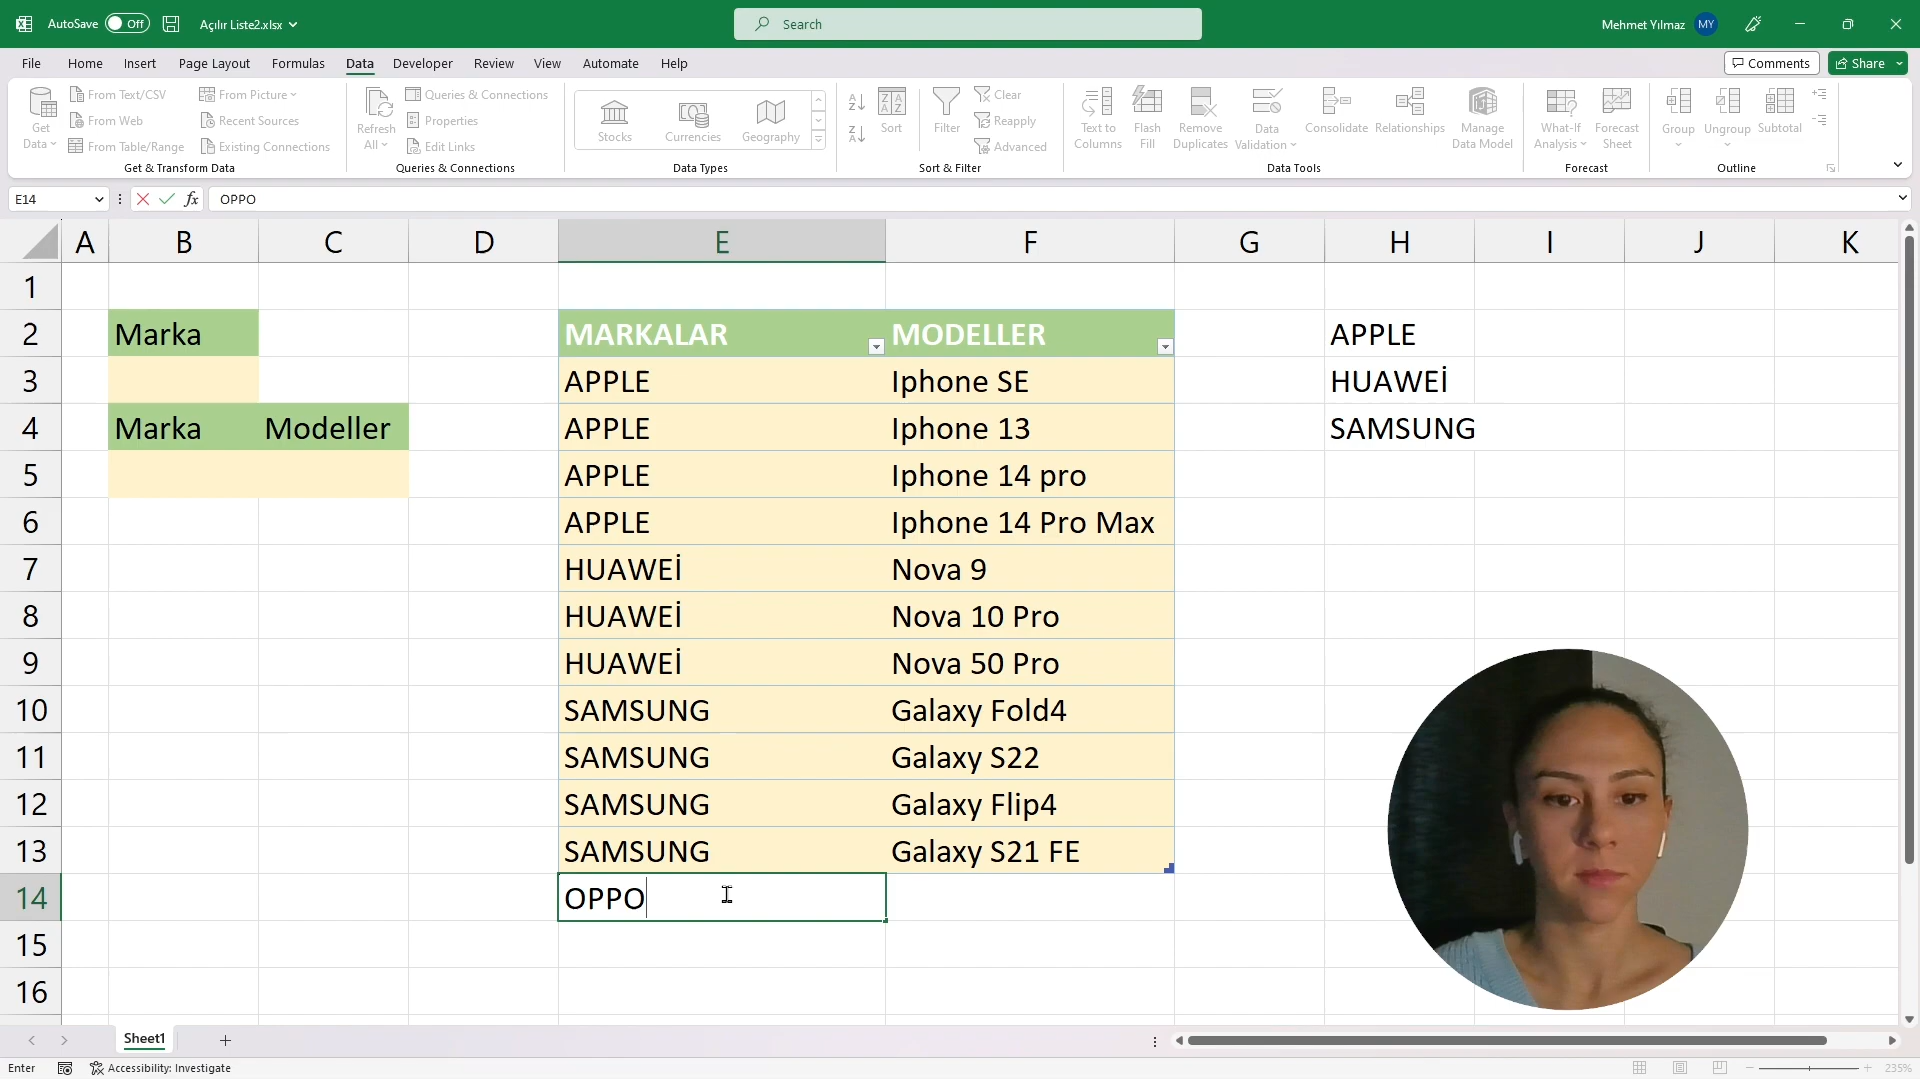 AutoSave Off Açılır Liste2.xlsx Search Mehmet Yılmaz MY
File Home Insert Page Layout Formulas Data Developer Review View Automate Help Comments Share
Get Data
From Text/CSV
From Web
From Table/Range
From Picture
Recent Sources
Existing Connections
Get & Transform Data
Refresh All
Queries & Connections
Properties
Edit Links
Queries & Connections
Stocks Currencies Geography
Data Types
Sort
Filter
Clear
Reapply
Advanced
Sort & Filter
Text to Columns
Flash Fill
Remove Duplicates
Data Validation
Consolidate
Relationships
Manage Data Model
Data Tools
What-If Analysis
Forecast Sheet
Forecast
Group
Ungroup
Subtotal
Outline
E14 fx OPPO
A B C D E F G H I J K
1
2 Marka MARKALAR MODELLER APPLE
3 APPLE Iphone SE HUAWEİ
4 Marka Modeller APPLE Iphone 13 SAMSUNG
5 APPLE Iphone 14 pro
6 APPLE Iphone 14 Pro Max
7 HUAWEİ Nova 9
8 HUAWEİ Nova 10 Pro
9 HUAWEİ Nova 50 Pro
10 SAMSUNG Galaxy Fold4
11 SAMSUNG Galaxy S22
12 SAMSUNG Galaxy Flip4
13 SAMSUNG Galaxy S21 FE
14 OPPO
15
16
Sheet1
Enter Accessibility: Investigate 235%